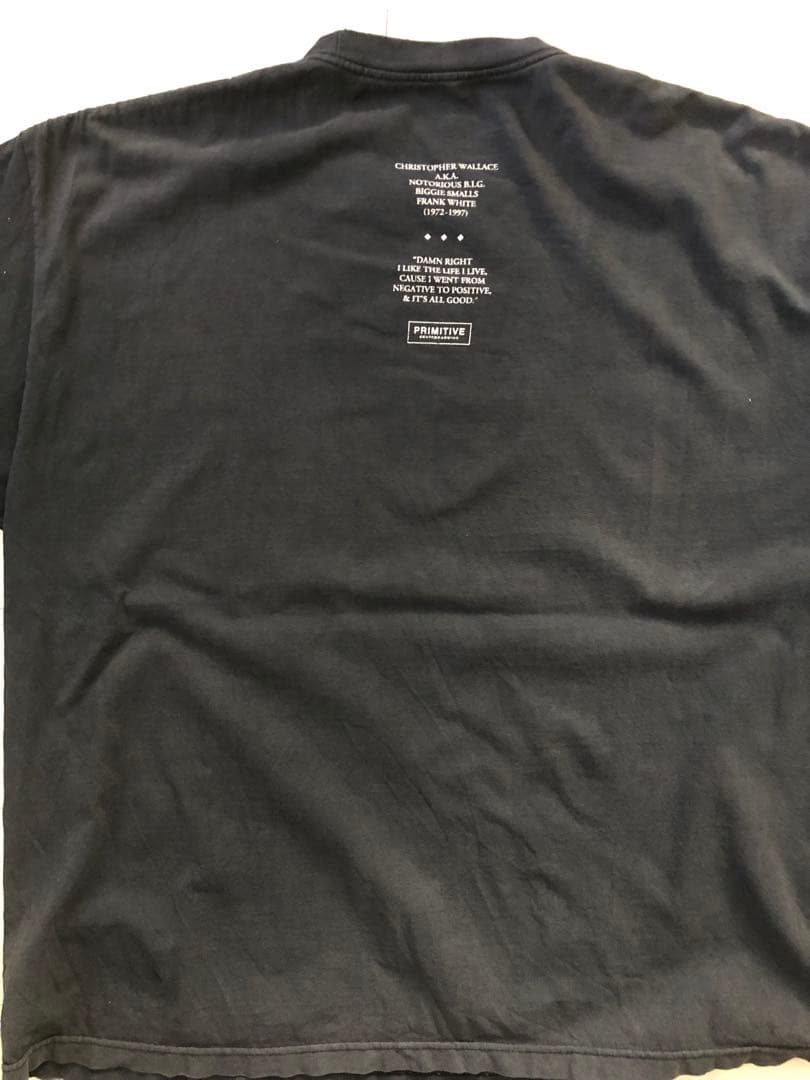 CHRISTOPHER WALLACE
A.K.A.
NOTORIOUS B.I.G.
BIGGIE SMALLS
FRANK WHITE
(1972-1997)
"DAMN RIGHT
I LIKE THE LIFE I LIVE,
CAUSE I WENT FROM
NEGATIVE TO POSITIVE,
& IT'S ALL GOOD."
PRIMITIVE
SKATEBOARDING